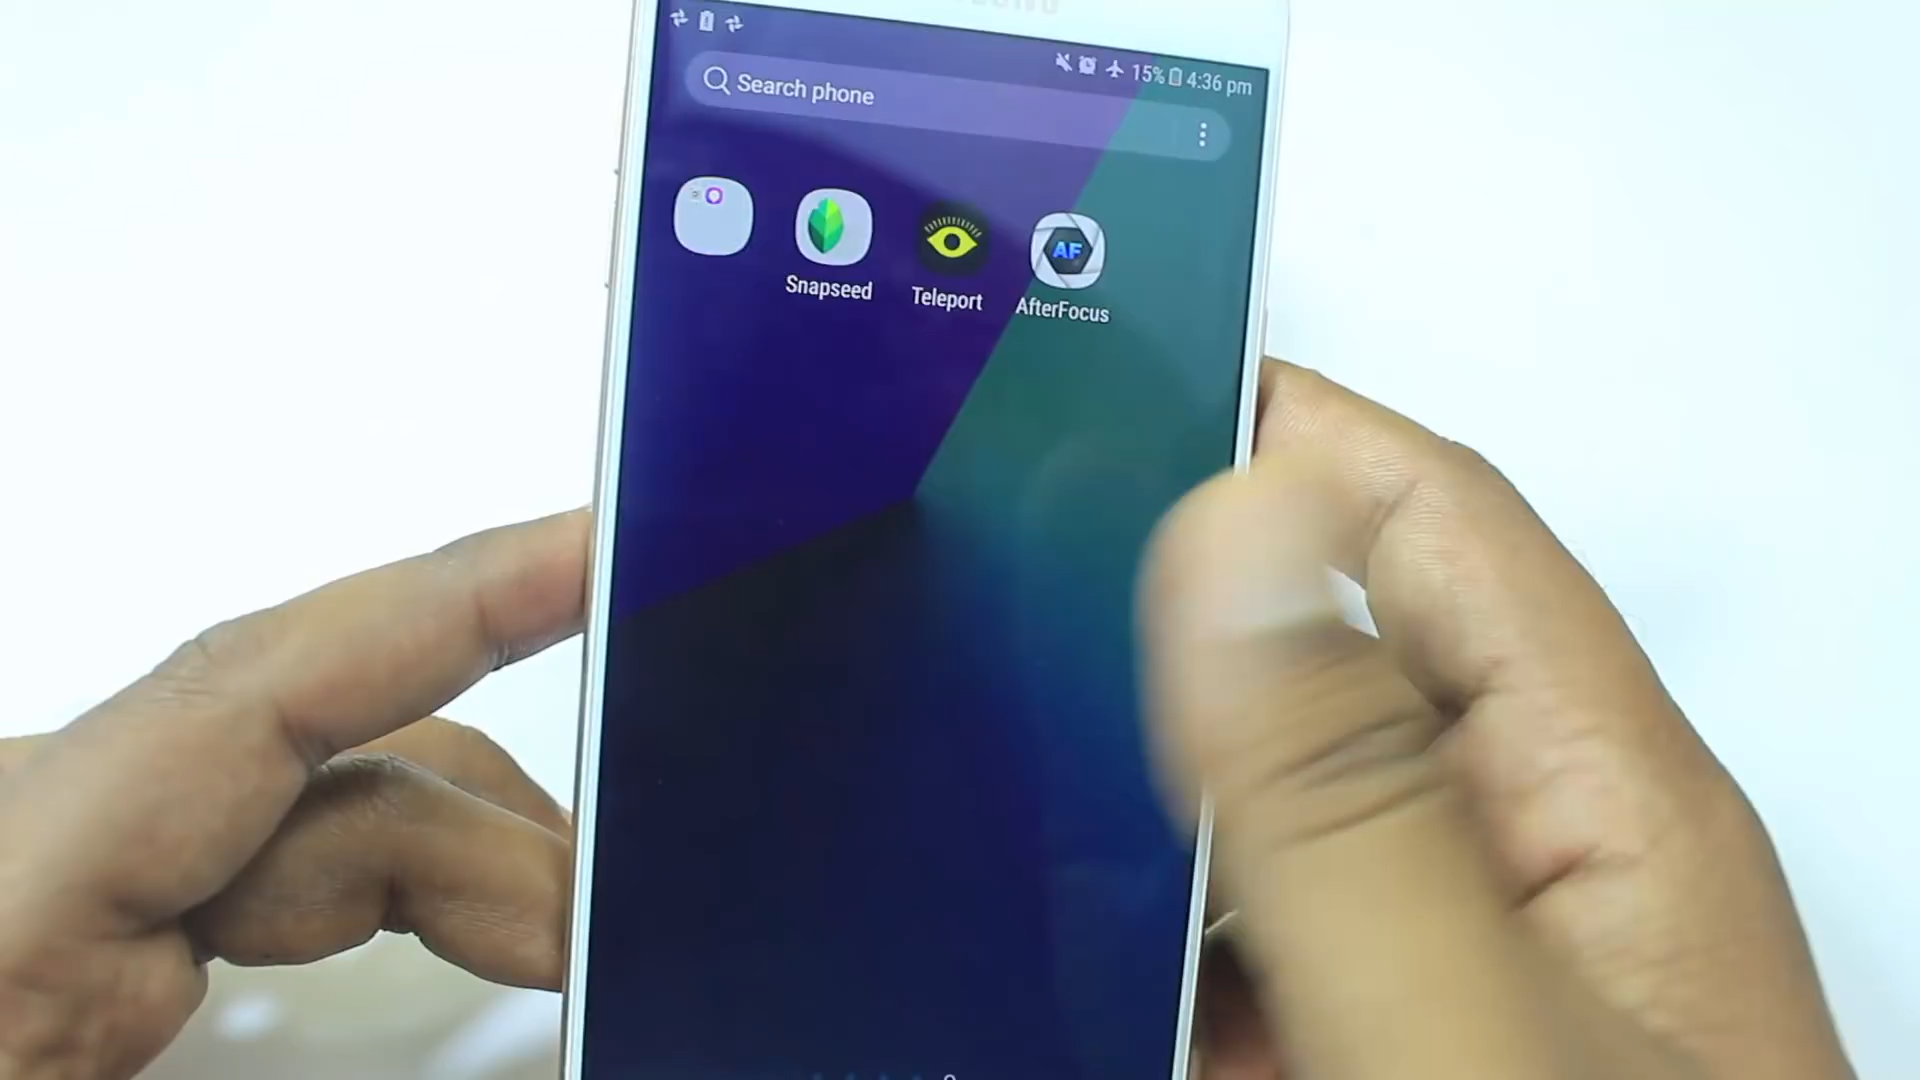 15% 4:36 pm
Search phone
Snapseed
Teleport
AF
AfterFocus